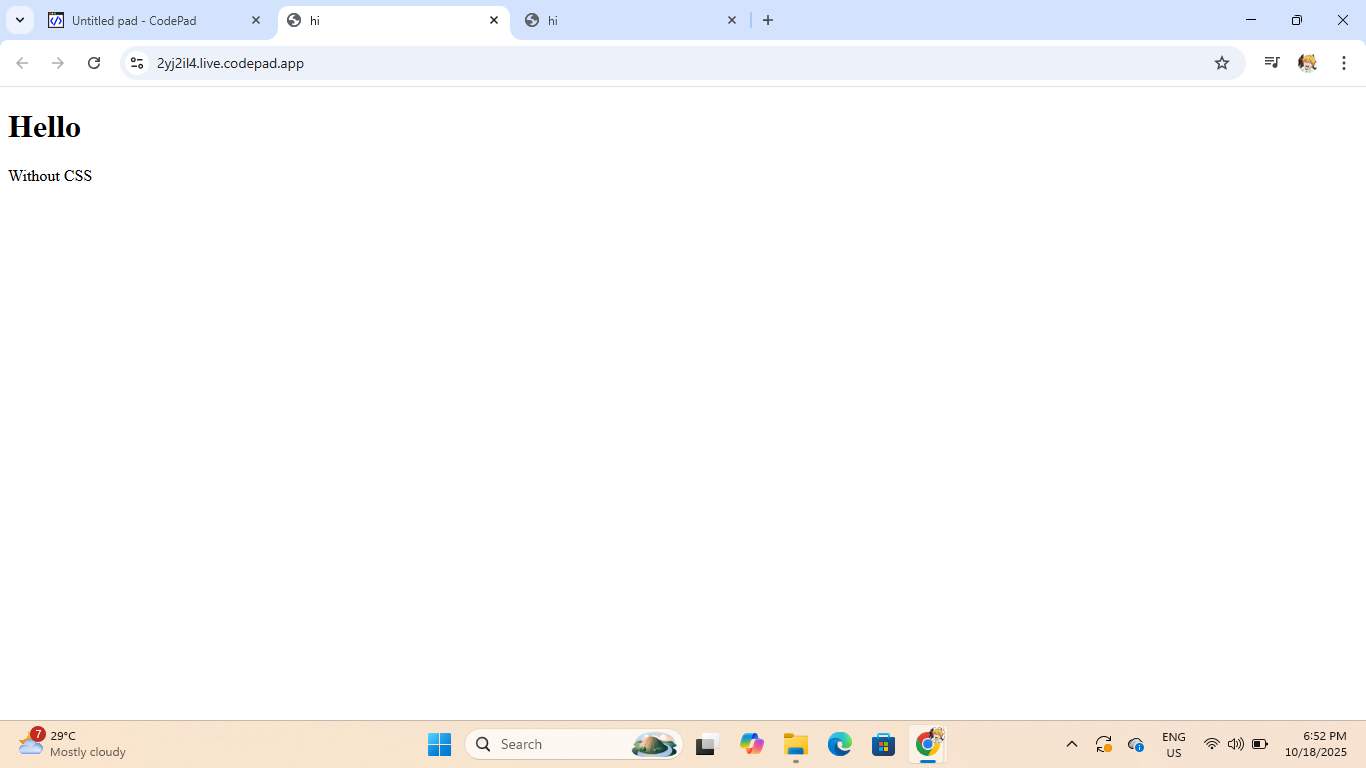 Untitled pad - CodePad
hi
hi
2yj2il4.live.codepad.app
Hello
Without CSS
7
29°C
Mostly cloudy
Search
ENG
US
6:52 PM
10/18/2025